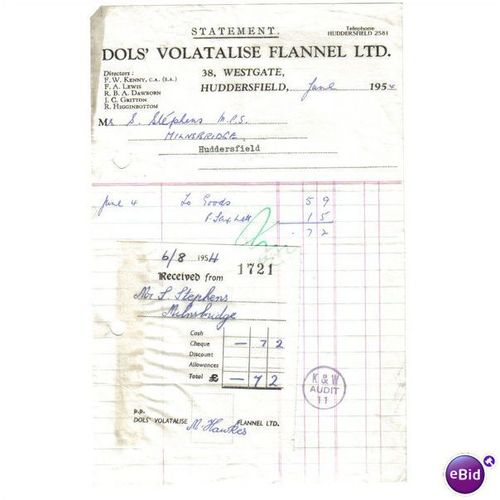 STATEMENT.
Telephone
HUDDERSFIELD 2581
DOLS' VOLATALISE FLANNEL LTD.
Directors:
F. W. KENNY, C.A. (S.A.)
F. A. LEWIS
R. B. A. DAWBORN
J. C. GRITTON
R. HIGGINBOTTOM
38, WESTGATE,
HUDDERSFIELD, June 1954
Mr S. Stephens M.P.S.
MILNSBRIDGE,
Huddersfield
June 4 To Goods 5 9
P. Tax 1 5
7 2
6/8 1954
1721
Received from
Mr S. Stephens
Milnsbridge
Cash
Cheque — 7 2
Discount
Allowances
Total £ — 7 2
K & W
AUDIT
11
p.p.
DOLS' VOLATALISE FLANNEL LTD.
M. Hawkes
eBid